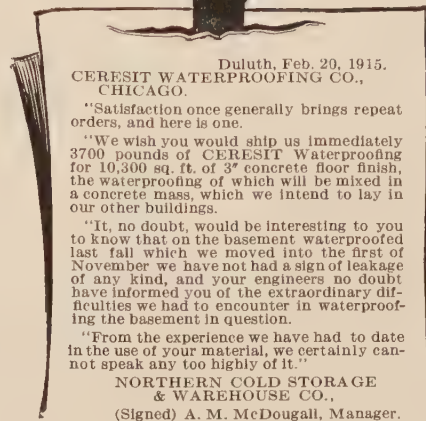 Duluth, Feb. 20, 1915.
CERESIT WATERPROOFING CO.,
CHICAGO.
"Satisfaction once generally brings repeat
orders, and here is one.
"We wish you would ship us immediately
3700 pounds of CERESIT Waterproofing
for 10,300 sq. ft. of 3" concrete floor finish,
the waterproofing of which will be mixed in
a concrete mass, which we intend to lay in
our other buildings.
"It, no doubt, would be interesting to you
to know that on the basement waterproofed
last fall which we moved into the first of
November we have not had a sign of leakage
of any kind, and your engineers no doubt
have informed you of the extraordinary dif-
ficulties we had to encounter in waterproof-
ing the basement in question.
"From the experience we have had to date
in the use of your material, we certainly can-
not speak any too highly of it."
NORTHERN COLD STORAGE
& WAREHOUSE CO.,
(Signed) A. M. McDougall, Manager.